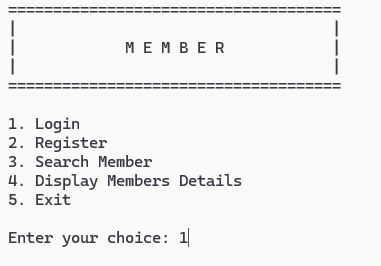 =====================================
|                                   |
|            M E M B E R            |
|                                   |
=====================================
1. Login
2. Register
3. Search Member
4. Display Members Details
5. Exit
Enter your choice: 1